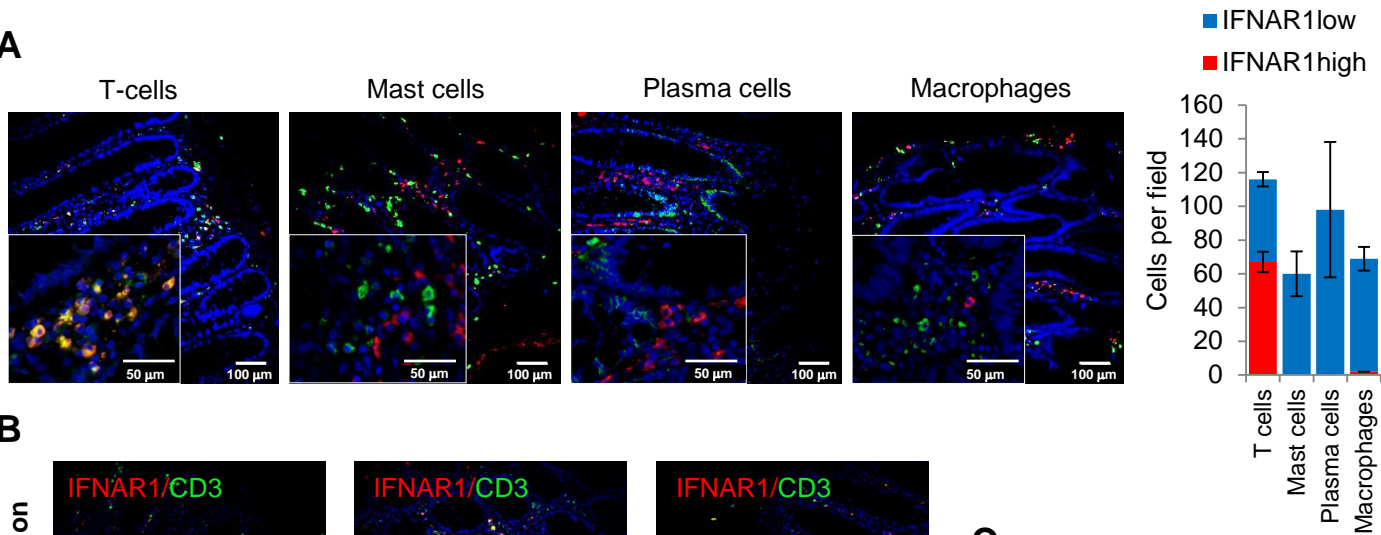 A
T-cells
Mast cells
Plasma cells
Macrophages
50 µm
100 µm
50 µm
100 µm
50 µm
100 µm
50 µm
100 µm
IFNAR1low
IFNAR1high
Cells per field
160
140
120
100
80
60
40
20
0
T cells
Mast cells
Plasma cells
Macrophages
B
on
IFNAR1/CD3
IFNAR1/CD3
IFNAR1/CD3